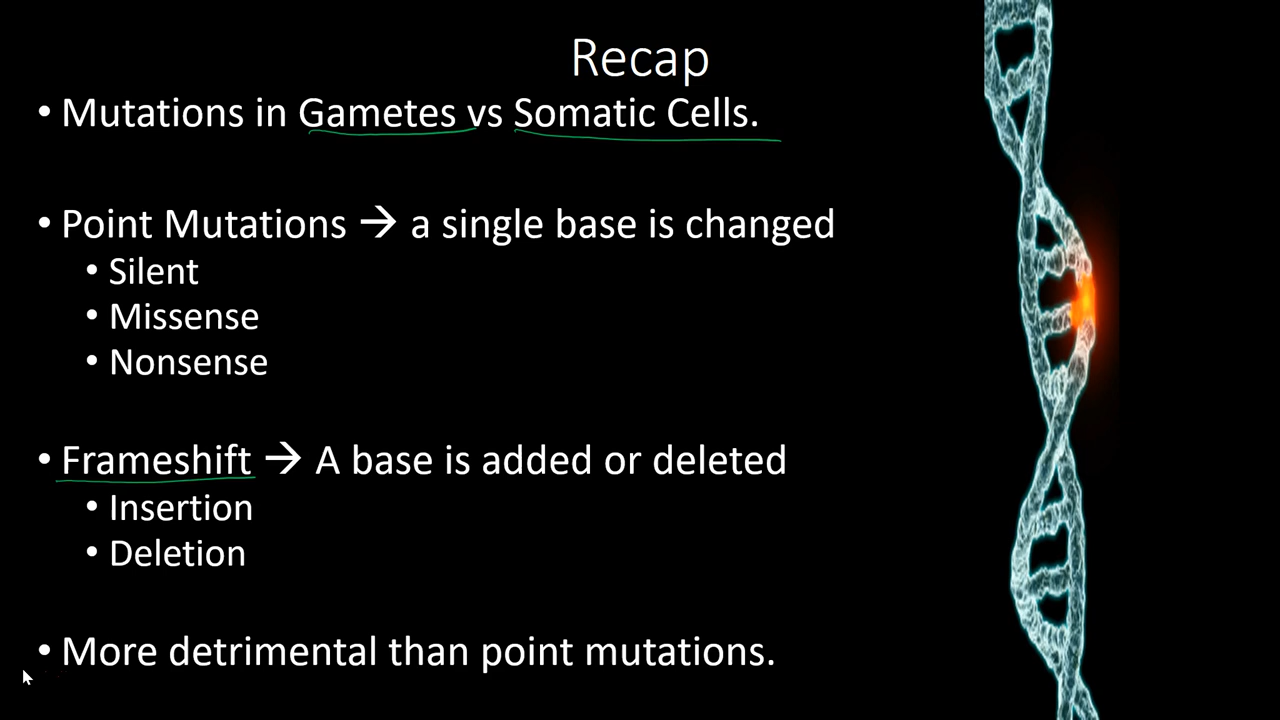 Recap
• Mutations in Gametes vs Somatic Cells.
• Point Mutations → a single base is changed
• Silent
• Missense
• Nonsense
• Frameshift → A base is added or deleted
• Insertion
• Deletion
• More detrimental than point mutations.